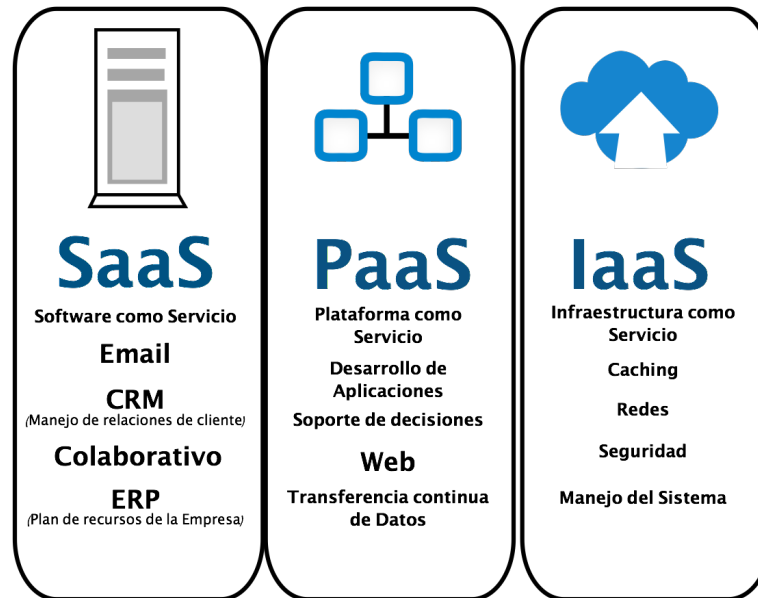 SaaS
Software como Servicio
Email
CRM
(Manejo de relaciones de cliente)
Colaborativo
ERP
(Plan de recursos de la Empresa)
PaaS
Plataforma como
Servicio
Desarrollo de
Aplicaciones
Soporte de decisiones
Web
Transferencia continua
de Datos
IaaS
Infraestructura como
Servicio
Caching
Redes
Seguridad
Manejo del Sistema